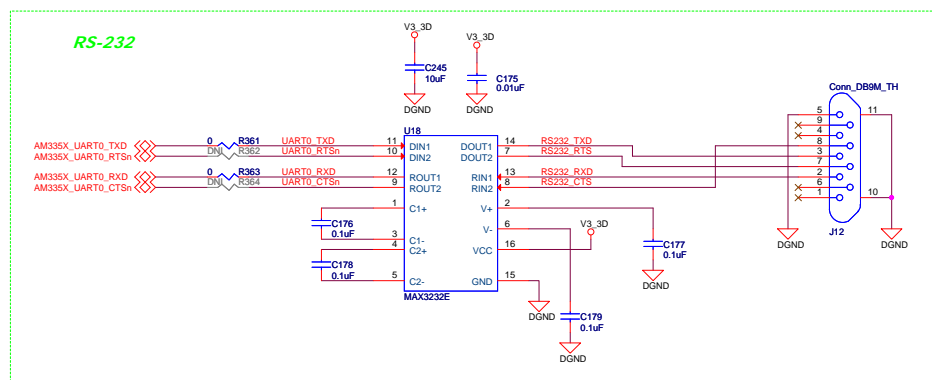 RS-232
V3_3D
C245
10uF
DGND
V3_3D
C175
0.01uF
DGND
Conn_DB9M_TH
5
9
4
8
3
7
2
6
1
11
10
J12
DGND
DGND
AM335X_UART0_TXD
AM335X_UART0_RTSn
AM335X_UART0_RXD
AM335X_UART0_CTSn
0 R361 UART0_TXD
DNI R362 UART0_RTSn
0 R363 UART0_RXD
DNI R364 UART0_CTSn
U18
11 DIN1 DOUT1 14 RS232_TXD
10 DIN2 DOUT2 7 RS232_RTS
12 ROUT1 RIN1 13 RS232_RXD
9 ROUT2 RIN2 8 RS232_CTS
1 C1+ V+ 2
3 C1- V- 6
4 C2+ VCC 16
5 C2- GND 15
MAX3232E
C176
0.1uF
C178
0.1uF
V3_3D
C177
0.1uF
DGND
DGND
C179
0.1uF
DGND